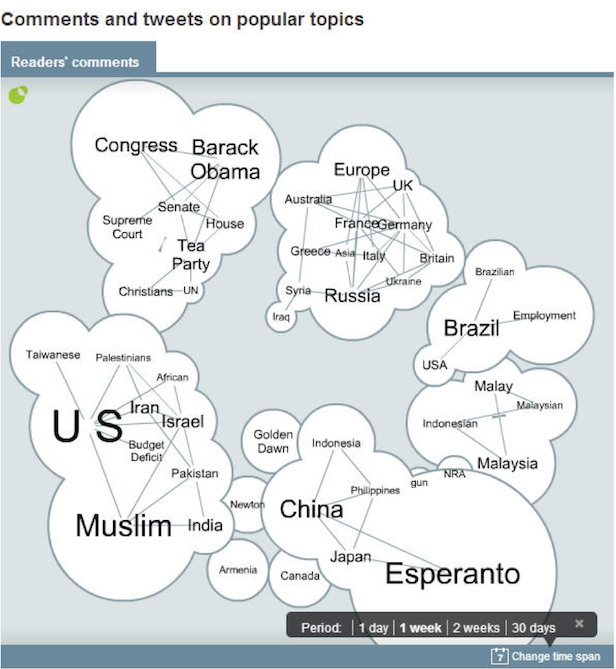 Comments and tweets on popular topics
Readers' comments
Congress
Barack
Obama
Senate
Supreme
Court
House
Tea
Party
Christians
UN
Europe
UK
Australia
France
Germany
Greece
Asia
Italy
Britain
Ukraine
Syria
Russia
Iraq
Brazilian
Employment
Brazil
USA
Malay
Malaysian
Indonesian
Malaysia
Taiwanese
Palestinians
African
Iran
Israel
U S
Budget
Deficit
Pakistan
Muslim
India
Golden
Dawn
Indonesia
Philippines
gun
NRA
Newton
China
Japan
Armenia
Canada
Esperanto
Period: | 1 day | 1 week | 2 weeks | 30 days ×
7 Change time span